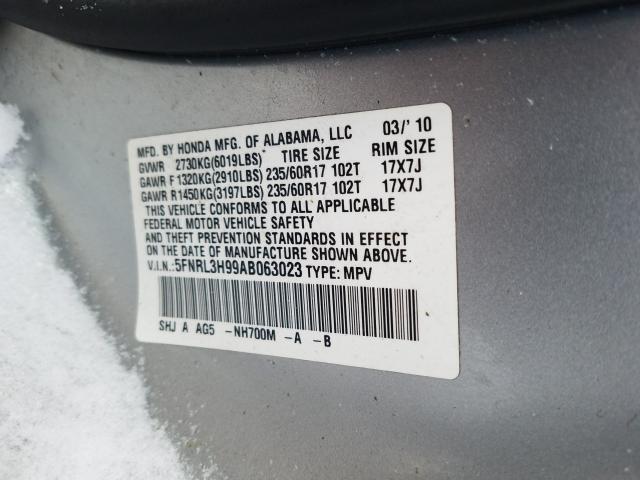 MFD. BY HONDA MFG. OF ALABAMA, LLC 03/' 10
GVWR 2730KG(6019LBS) TIRE SIZE RIM SIZE
GAWR F1320KG(2910LBS) 235/60R17 102T 17X7J
GAWR R1450KG(3197LBS) 235/60R17 102T 17X7J
THIS VEHICLE CONFORMS TO ALL APPLICABLE
FEDERAL MOTOR VEHICLE SAFETY
AND THEFT PREVENTION STANDARDS IN EFFECT
ON THE DATE OF MANUFACTURE SHOWN ABOVE.
V.I.N.:5FNRL3H99AB063023 TYPE: MPV
SHJ A AG5 -NH700M -A -B